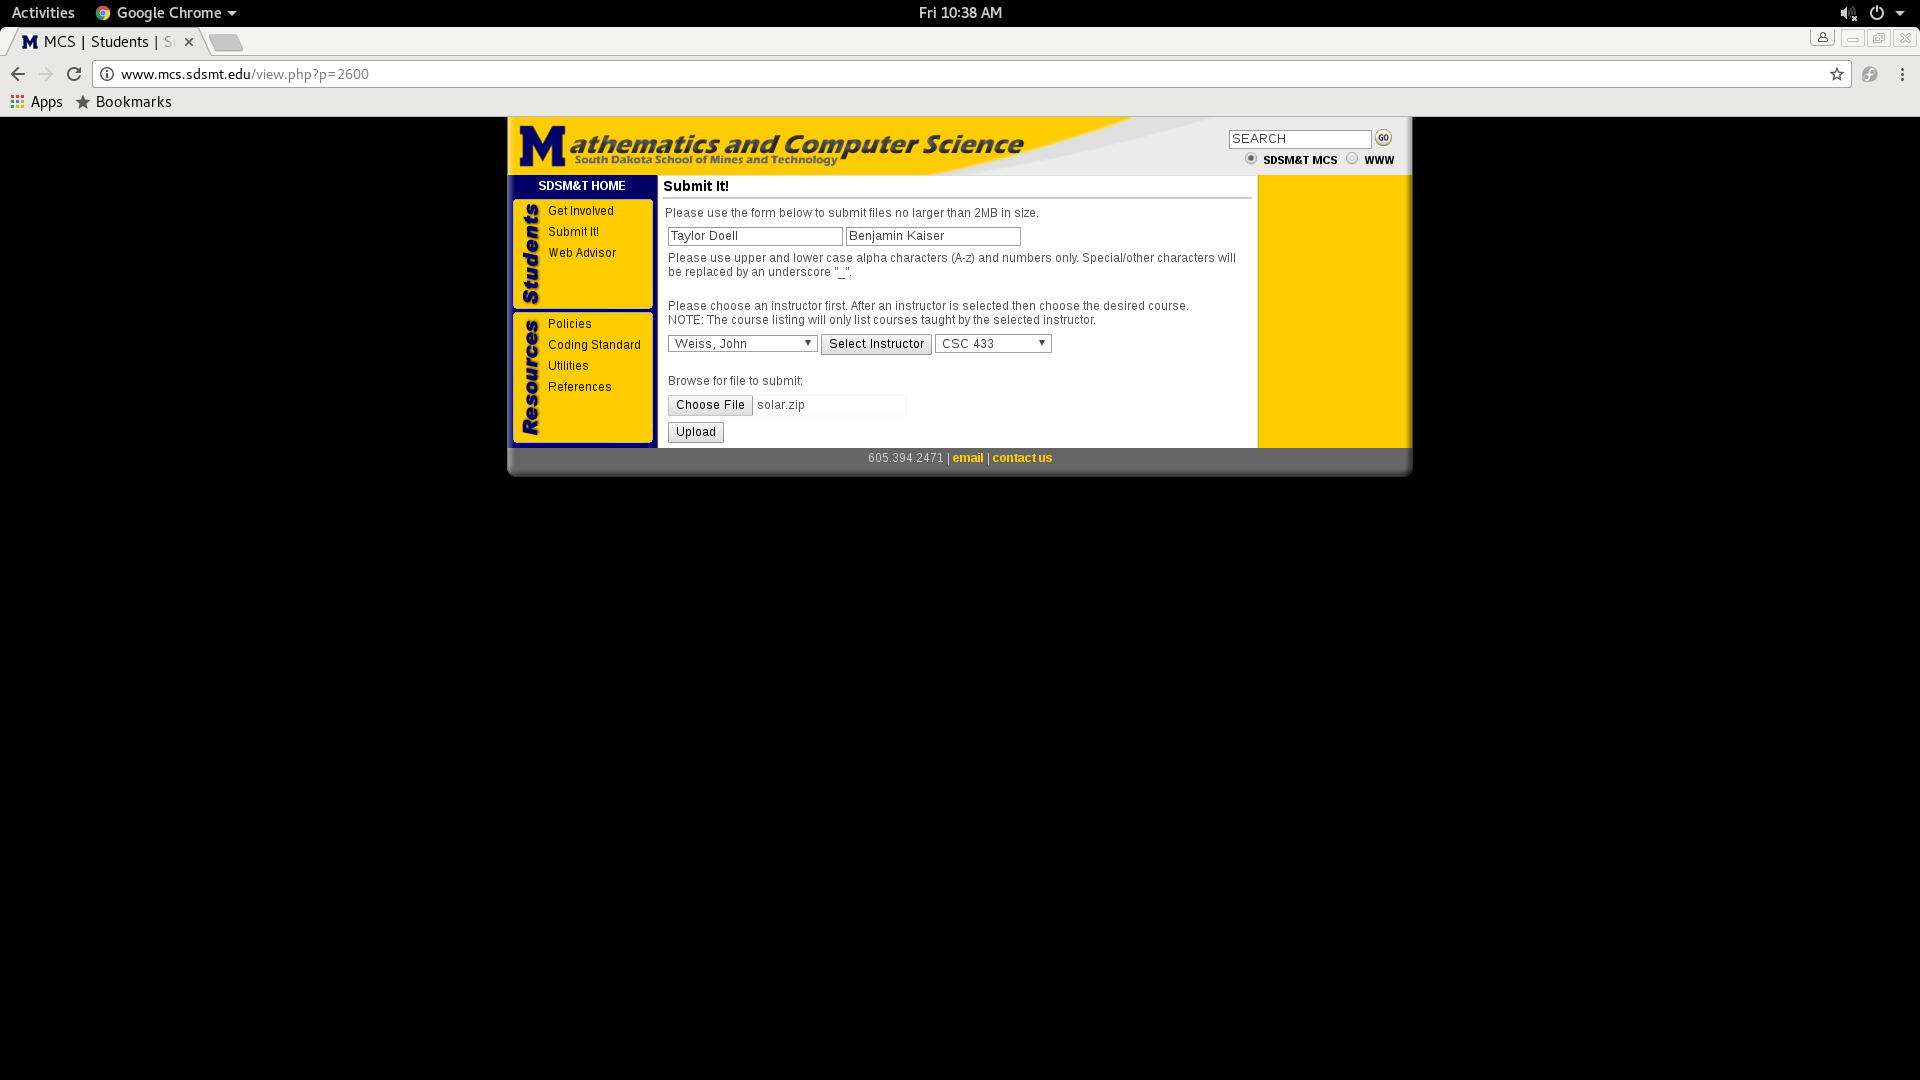 Activities Google Chrome Fri 10:38 AM
MCS | Students |
www.mcs.sdsmt.edu/view.php?p=2600
Apps Bookmarks
Mathematics and Computer Science
South Dakota School of Mines and Technology
SEARCH GO
SDSM&T MCS WWW
SDSM&T HOME
Students
Get Involved
Submit It!
Web Advisor
Resources
Policies
Coding Standard
Utilities
References
Submit It!
Please use the form below to submit files no larger than 2MB in size.
Taylor Doell Benjamin Kaiser
Please use upper and lower case alpha characters (A-z) and numbers only. Special/other characters will
be replaced by an underscore "_".
Please choose an instructor first. After an instructor is selected then choose the desired course.
NOTE: The course listing will only list courses taught by the selected instructor.
Weiss, John Select Instructor CSC 433
Browse for file to submit:
Choose File solar.zip
Upload
605.394.2471 | email | contact us